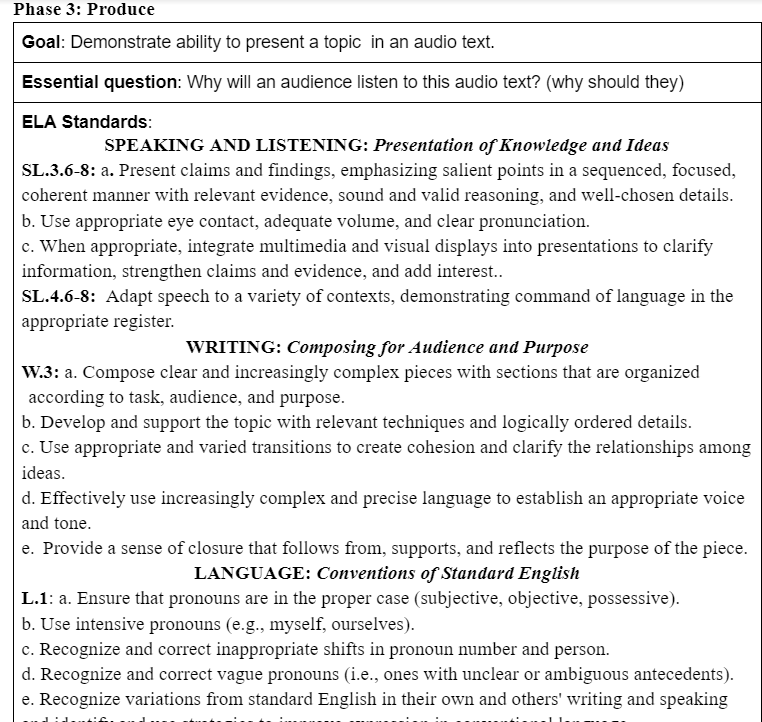 Phase 3: Produce
Goal: Demonstrate ability to present a topic in an audio text.
Essential question: Why will an audience listen to this audio text? (why should they)
ELA Standards:
SPEAKING AND LISTENING: Presentation of Knowledge and Ideas
SL.3.6-8: a. Present claims and findings, emphasizing salient points in a sequenced, focused,
coherent manner with relevant evidence, sound and valid reasoning, and well-chosen details.
b. Use appropriate eye contact, adequate volume, and clear pronunciation.
c. When appropriate, integrate multimedia and visual displays into presentations to clarify
information, strengthen claims and evidence, and add interest..
SL.4.6-8: Adapt speech to a variety of contexts, demonstrating command of language in the
appropriate register.
WRITING: Composing for Audience and Purpose
W.3: a. Compose clear and increasingly complex pieces with sections that are organized
according to task, audience, and purpose.
b. Develop and support the topic with relevant techniques and logically ordered details.
c. Use appropriate and varied transitions to create cohesion and clarify the relationships among
ideas.
d. Effectively use increasingly complex and precise language to establish an appropriate voice
and tone.
e. Provide a sense of closure that follows from, supports, and reflects the purpose of the piece.
LANGUAGE: Conventions of Standard English
L.1: a. Ensure that pronouns are in the proper case (subjective, objective, possessive).
b. Use intensive pronouns (e.g., myself, ourselves).
c. Recognize and correct inappropriate shifts in pronoun number and person.
d. Recognize and correct vague pronouns (i.e., ones with unclear or ambiguous antecedents).
e. Recognize variations from standard English in their own and others' writing and speaking